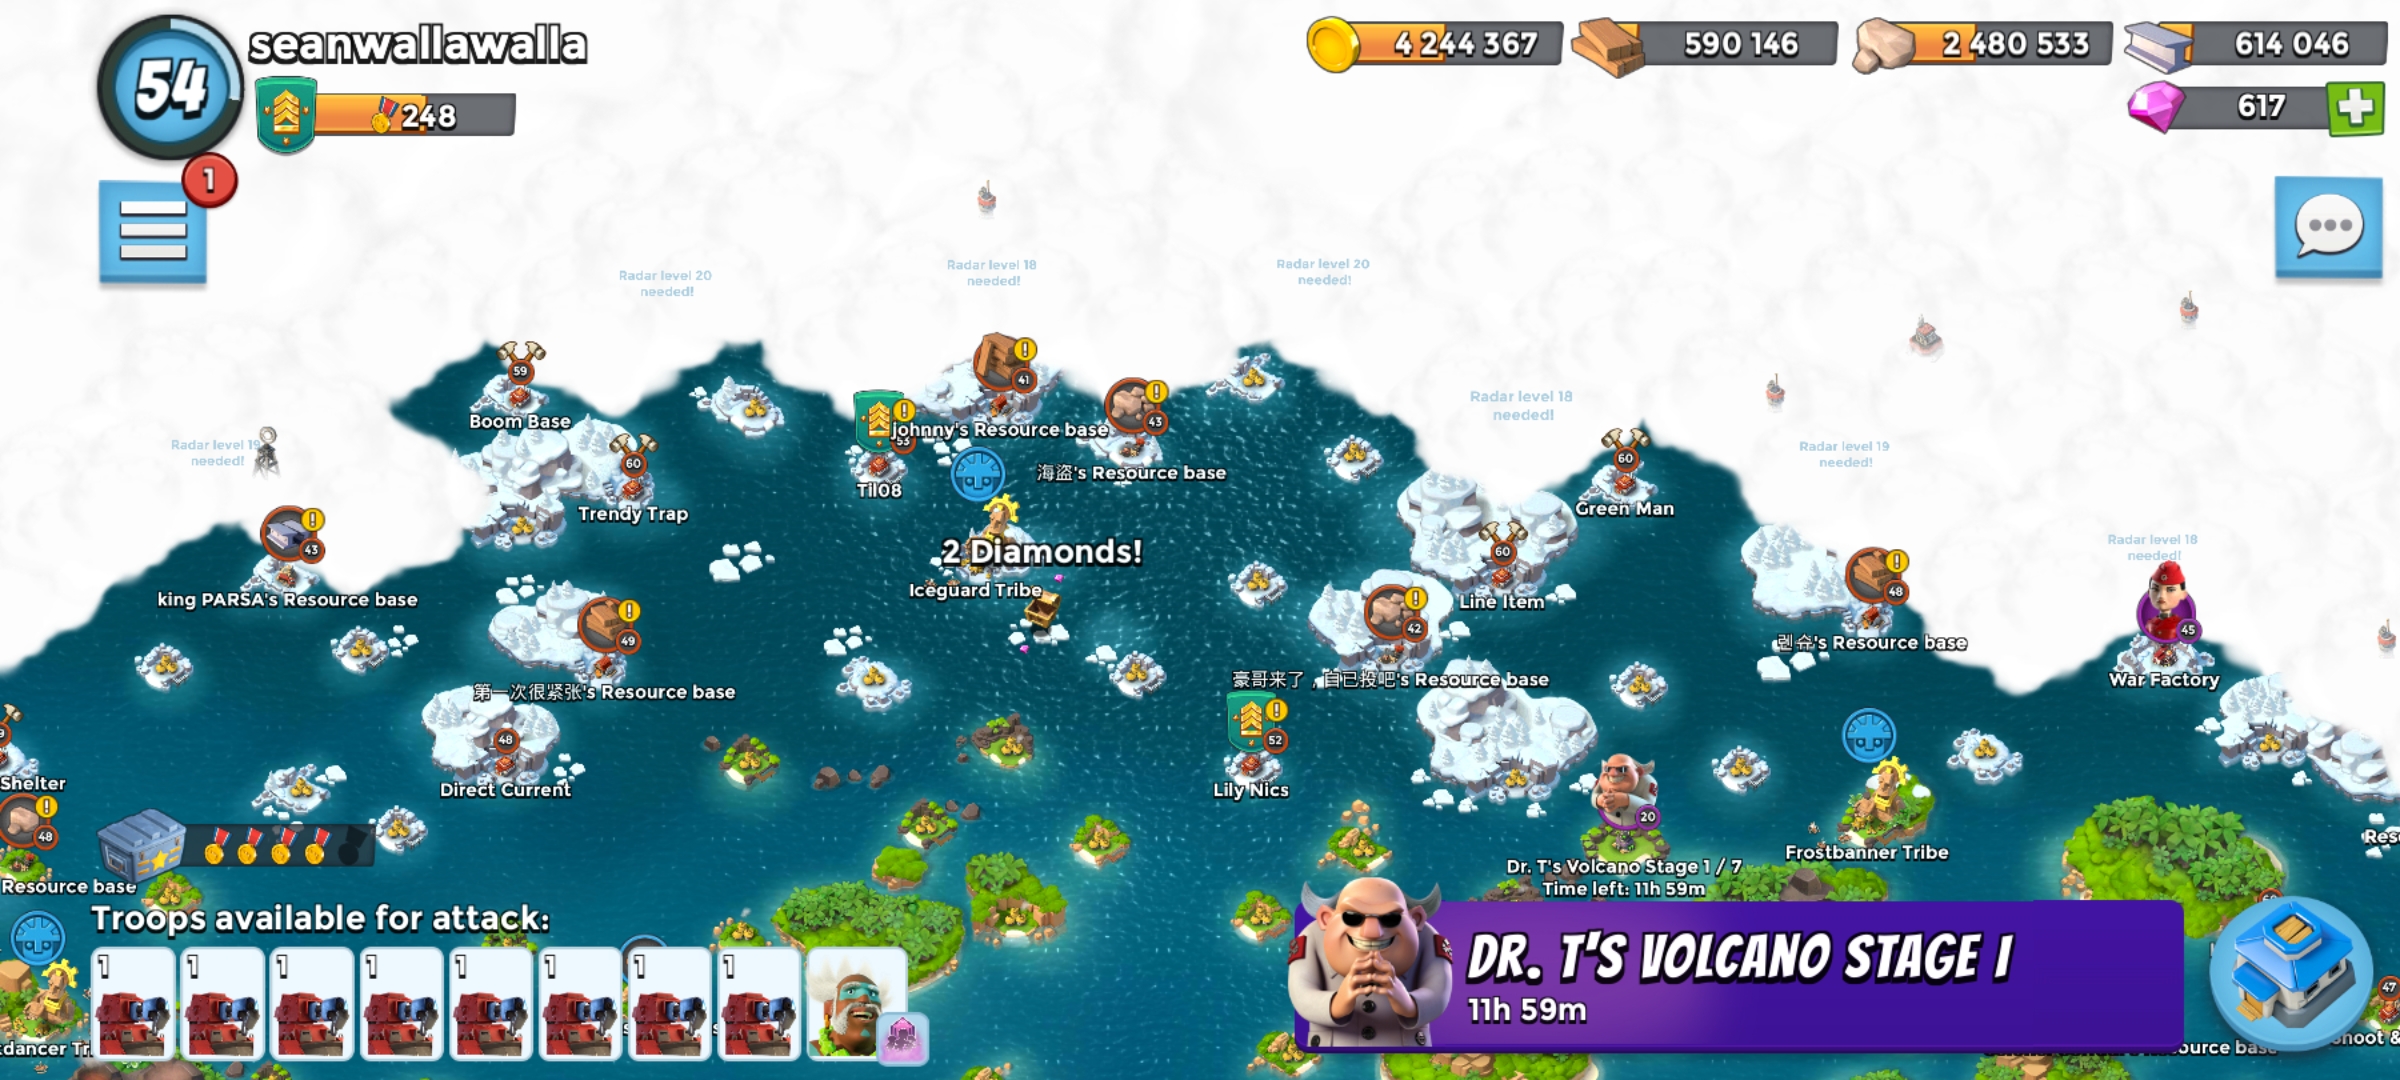 54
seanwallawalla
248
1
4 244 367
590 146
2 480 533
614 046
617
Radar level 20
needed!
Radar level 18
needed!
Radar level 20
needed!
Radar level 18
needed!
Radar level 19
needed!
Radar level 19
needed!
Radar level 18
needed!
59
Boom Base
60
Trendy Trap
53
Til08
41
johnny's Resource base
43
海盗's Resource base
60
Green Man
43
king PARSA's Resource base
2 Diamonds!
Iceguard Tribe
60
Line Item
48
렌슈's Resource base
45
War Factory
49
第一次很紧张's Resource base
42
豪哥来了，自已投吧's Resource base
52
Lily Nics
48
Direct Current
Shelter
48
Resource base
20
Dr. T's Volcano Stage 1 / 7
Time left: 11h 59m
Frostbanner Tribe
Troops available for attack:
1
1
1
1
1
1
1
1
DR. T'S VOLCANO STAGE I
11h 59m
47